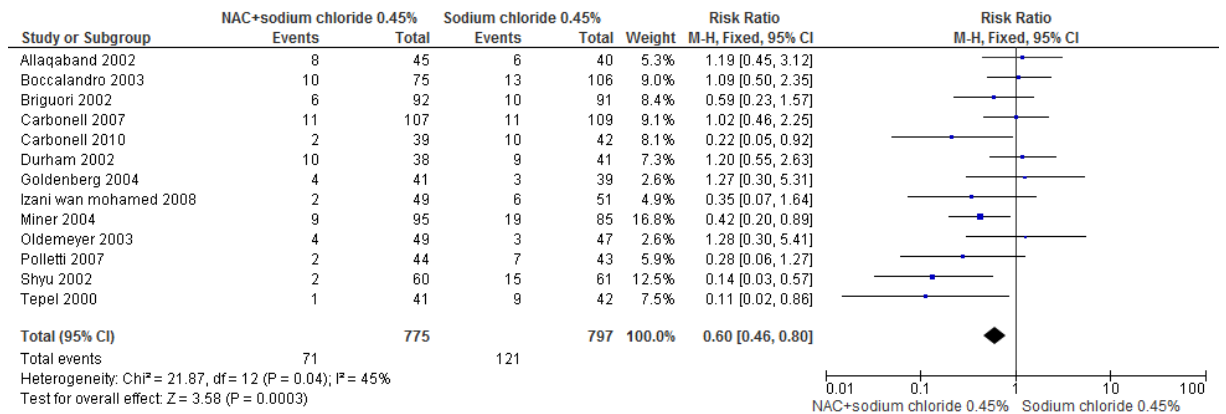 NAC+sodium chloride 0.45% Sodium chloride 0.45% Risk Ratio Risk Ratio
Study or Subgroup Events Total Events Total Weight M-H, Fixed, 95% CI M-H, Fixed, 95% CI
Allaqaband 2002 8 45 6 40 5.3% 1.19 [0.45, 3.12]
Boccalandro 2003 10 75 13 106 9.0% 1.09 [0.50, 2.35]
Briguori 2002 6 92 10 91 8.4% 0.59 [0.23, 1.57]
Carbonell 2007 11 107 11 109 9.1% 1.02 [0.46, 2.25]
Carbonell 2010 2 39 10 42 8.0% 0.22 [0.05, 0.92]
Durham 2002 10 38 9 41 7.3% 1.20 [0.55, 2.63]
Goldenberg 2004 4 41 3 39 2.6% 1.27 [0.30, 5.31]
Izani wan mohamed 2008 2 49 6 51 4.9% 0.35 [0.07, 1.64]
Miner 2004 9 95 19 85 16.8% 0.42 [0.20, 0.89]
Oldemeyer 2003 4 49 3 47 2.6% 1.28 [0.30, 5.41]
Polletti 2007 2 44 7 43 5.9% 0.28 [0.06, 1.27]
Shyu 2002 2 60 15 61 12.5% 0.14 [0.03, 0.57]
Tepel 2000 1 41 9 42 7.5% 0.11 [0.02, 0.86]
Total (95% CI) 775 797 100.0% 0.60 [0.46, 0.80]
Total events 71 121
Heterogeneity: Chi² = 21.87, df = 12 (P = 0.04); I² = 45%
Test for overall effect: Z = 3.58 (P = 0.0003)
0.01 0.1 1 10 100
NAC+sodium chloride 0.45% Sodium chloride 0.45%